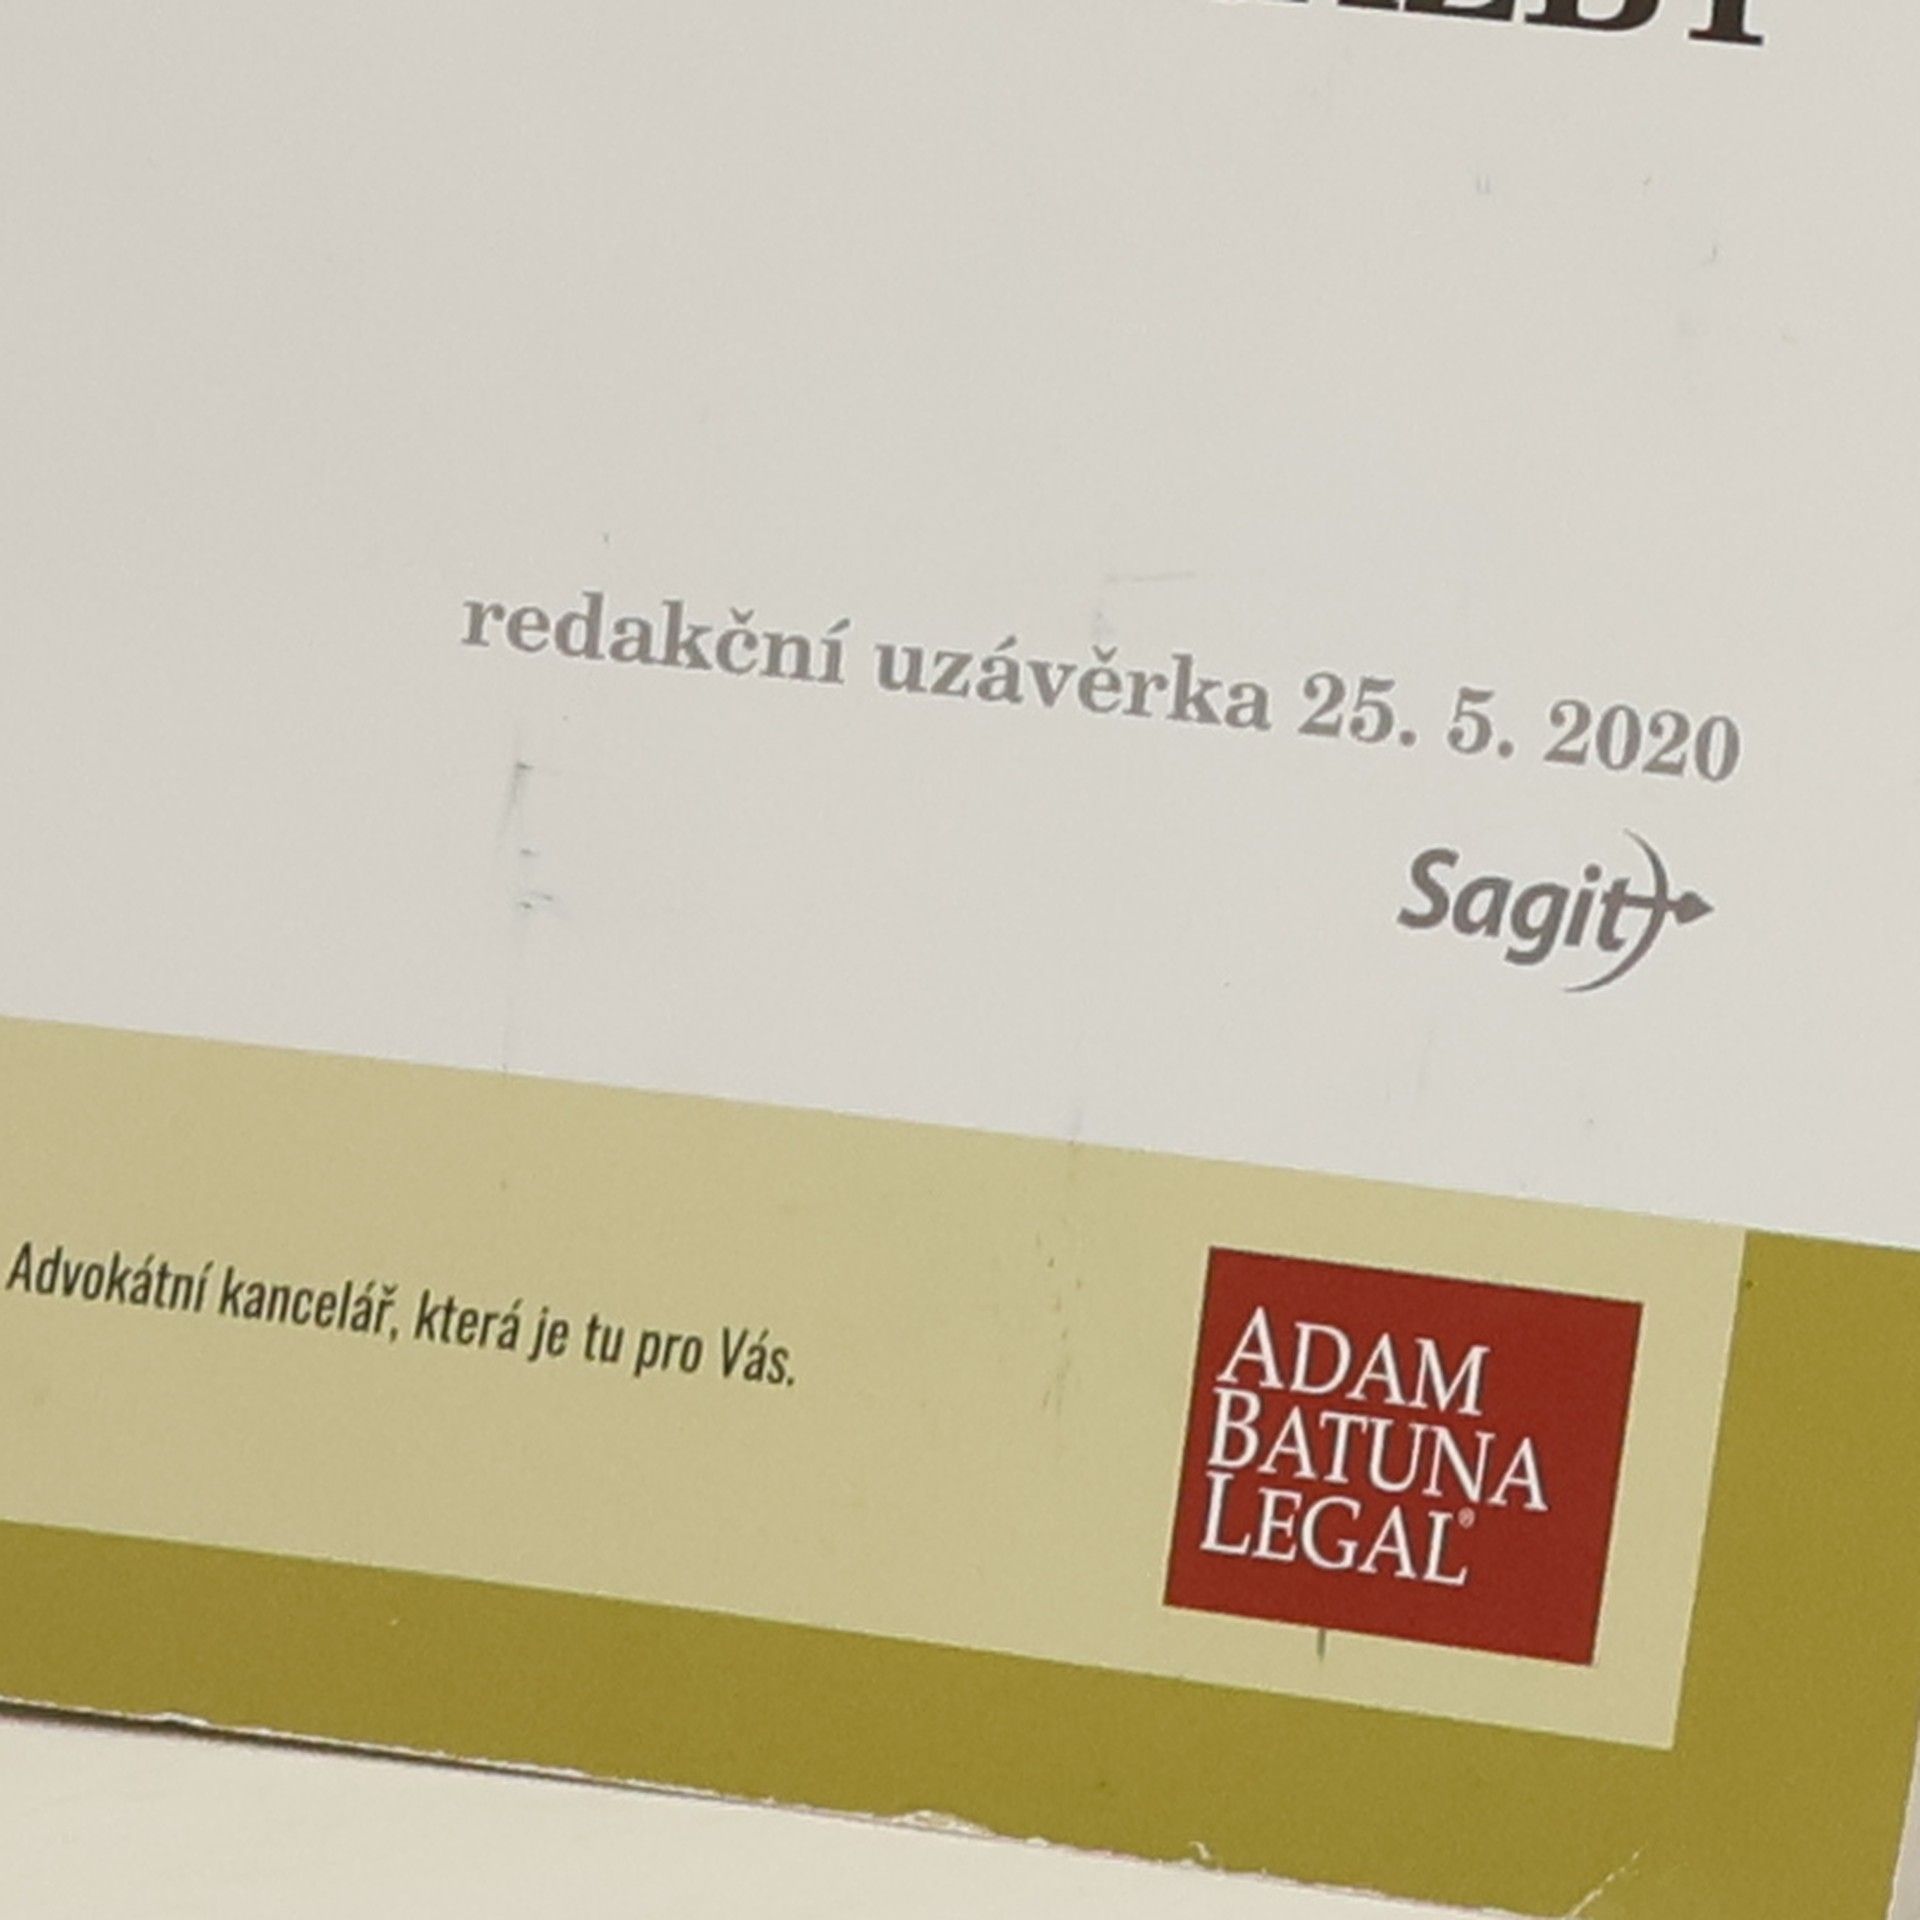 redakční uzávěrka 25. 5. 2020
Sagit
Advokátní kancelář, která je tu pro Vás.
ADAM
BATUNA
LEGAL®